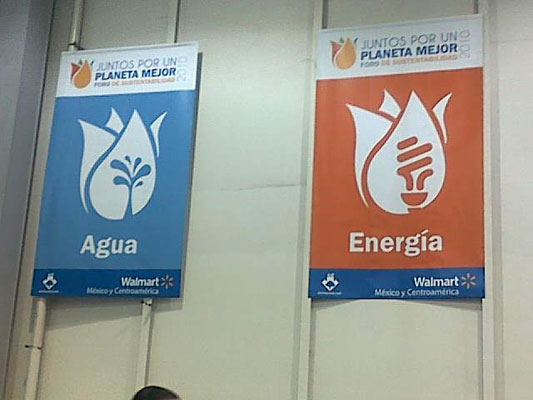 JUNTOS POR UN
PLANETA MEJOR
FORO DE SUSTENTABILIDAD
2010
Agua
Walmart
México y Centroamérica
JUNTOS POR UN
PLANETA MEJOR
FORO DE SUSTENTABILIDAD
2010
Energía
Walmart
México y Centroamérica